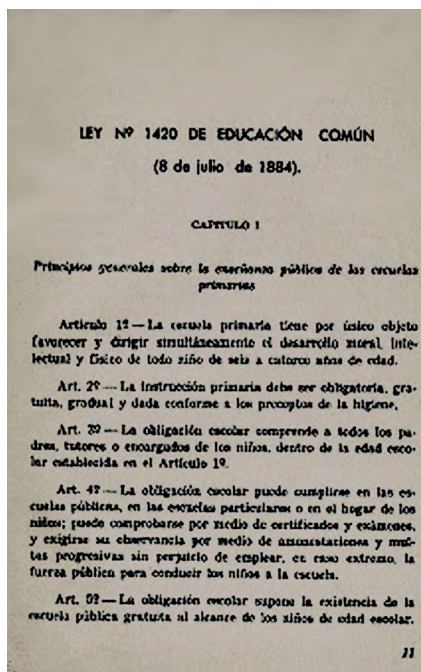 LEY Nº 1420 DE EDUCACIÓN COMÚN
(8 de julio de 1884).
CAPITULO I
Principios generales sobre la enseñanza pública de las escuelas
primarias
Artículo 1º — La escuela primaria tiene por único objeto
favorecer y dirigir simultáneamente el desarrollo moral, inte-
lectual y físico de todo niño de seis a catorce años de edad.
Art. 2º — La instrucción primaria debe ser obligatoria, gra-
tuita, gradual y dada conforme a los preceptos de la higiene.
Art. 3º — La obligación escolar comprende a todos los pa-
dres, tutores o encargados de los niños, dentro de la edad esco-
lar establecida en el Artículo 1º.
Art. 4º — La obligación escolar puede cumplirse en las es-
cuelas públicas, en las escuelas particulares o en el hogar de los
niños; puede comprobarse por medio de certificados y exámenes,
y exigirse su observancia por medio de amonestaciones y mul-
tas progresivas sin perjuicio de emplear, en caso extremo, la
fuerza pública para conducir los niños a la escuela.
Art. 5º — La obligación escolar supone la existencia de la
escuela pública gratuita al alcance de los niños de edad escolar.
11